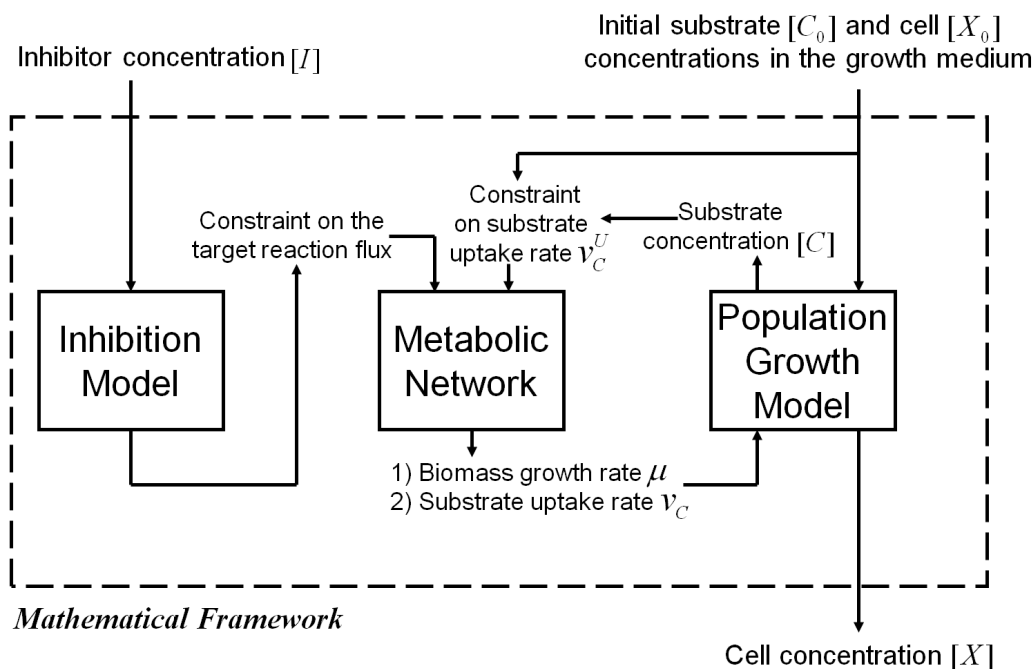 Inhibitor concentration [I]
Initial substrate [C₀] and cell [X₀]
concentrations in the growth medium
Constraint on the
target reaction flux
Constraint
on substrate
uptake rate v_C^U
Substrate
concentration [C]
Inhibition
Model
Metabolic
Network
Population
Growth
Model
1) Biomass growth rate μ
2) Substrate uptake rate v_C
Mathematical Framework
Cell concentration [X]